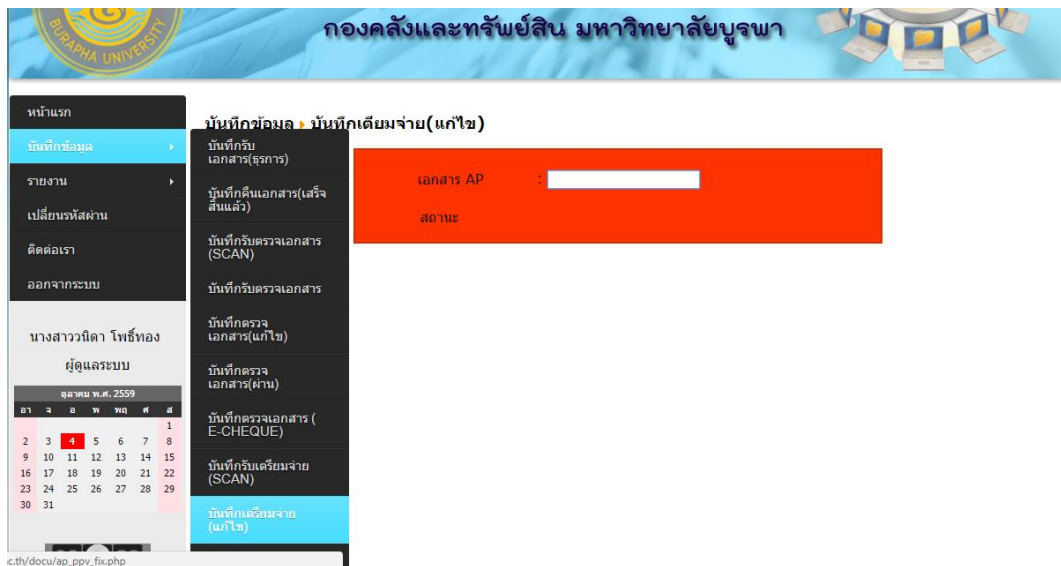 BURAPHA UNIVERSITY
กองคลังและทรัพย์สิน มหาวิทยาลัยบูรพา
หน้าแรก
บันทึกข้อมูล
รายงาน
เปลี่ยนรหัสผ่าน
ติดต่อเรา
ออกจากระบบ
บันทึกข้อมูล บันทึกเตียมจ่าย(แก้ไข)
บันทึกรับ
เอกสาร(ธุรการ)
บันทึกคืนเอกสาร(เสร็จ
สิ้นแล้ว)
บันทึกรับตรวจเอกสาร
(SCAN)
บันทึกรับตรวจเอกสาร
บันทึกตรวจ
เอกสาร(แก้ไข)
บันทึกตรวจ
เอกสาร(ผ่าน)
บันทึกตรวจเอกสาร (
E-CHEQUE)
บันทึกรับเตรียมจ่าย
(SCAN)
บันทึกเตรียมจ่าย
(แก้ไข)
เอกสาร AP :
สถานะ
นางสาววนิดา โพธิ์ทอง
ผู้ดูแลระบบ
ตุลาคม พ.ศ. 2559
อา จ อ พ พฤ ศ ส
1
2 3 4 5 6 7 8
9 10 11 12 13 14 15
16 17 18 19 20 21 22
23 24 25 26 27 28 29
30 31
c.th/docu/ap_ppv_fix.php